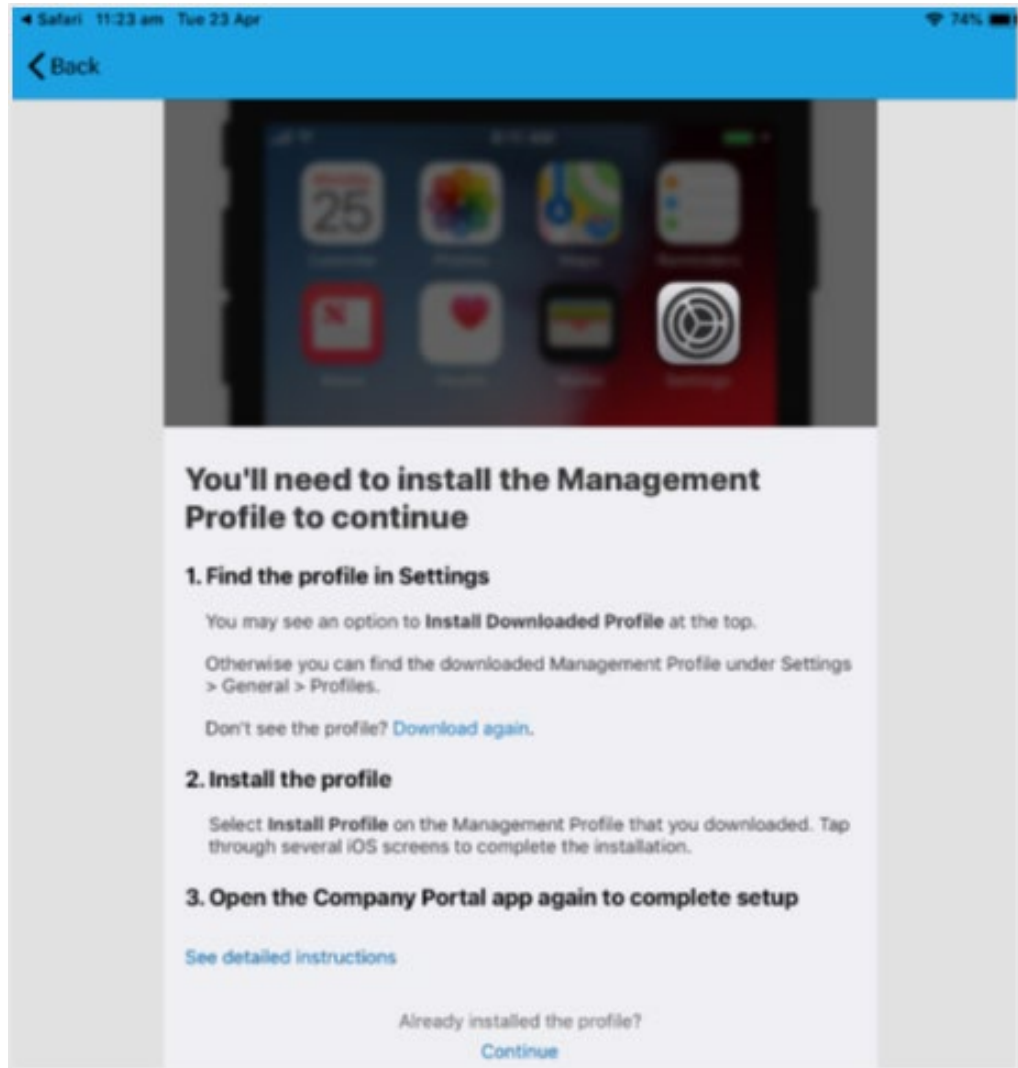 Safari 11:23 am Tue 23 Apr
74%
Back
25
Calendar Photos Maps Reminders
Settings
You'll need to install the Management
Profile to continue
1. Find the profile in Settings
You may see an option to Install Downloaded Profile at the top.
Otherwise you can find the downloaded Management Profile under Settings
> General > Profiles.
Don't see the profile? Download again.
2. Install the profile
Select Install Profile on the Management Profile that you downloaded. Tap
through several iOS screens to complete the installation.
3. Open the Company Portal app again to complete setup
See detailed instructions
Already installed the profile?
Continue